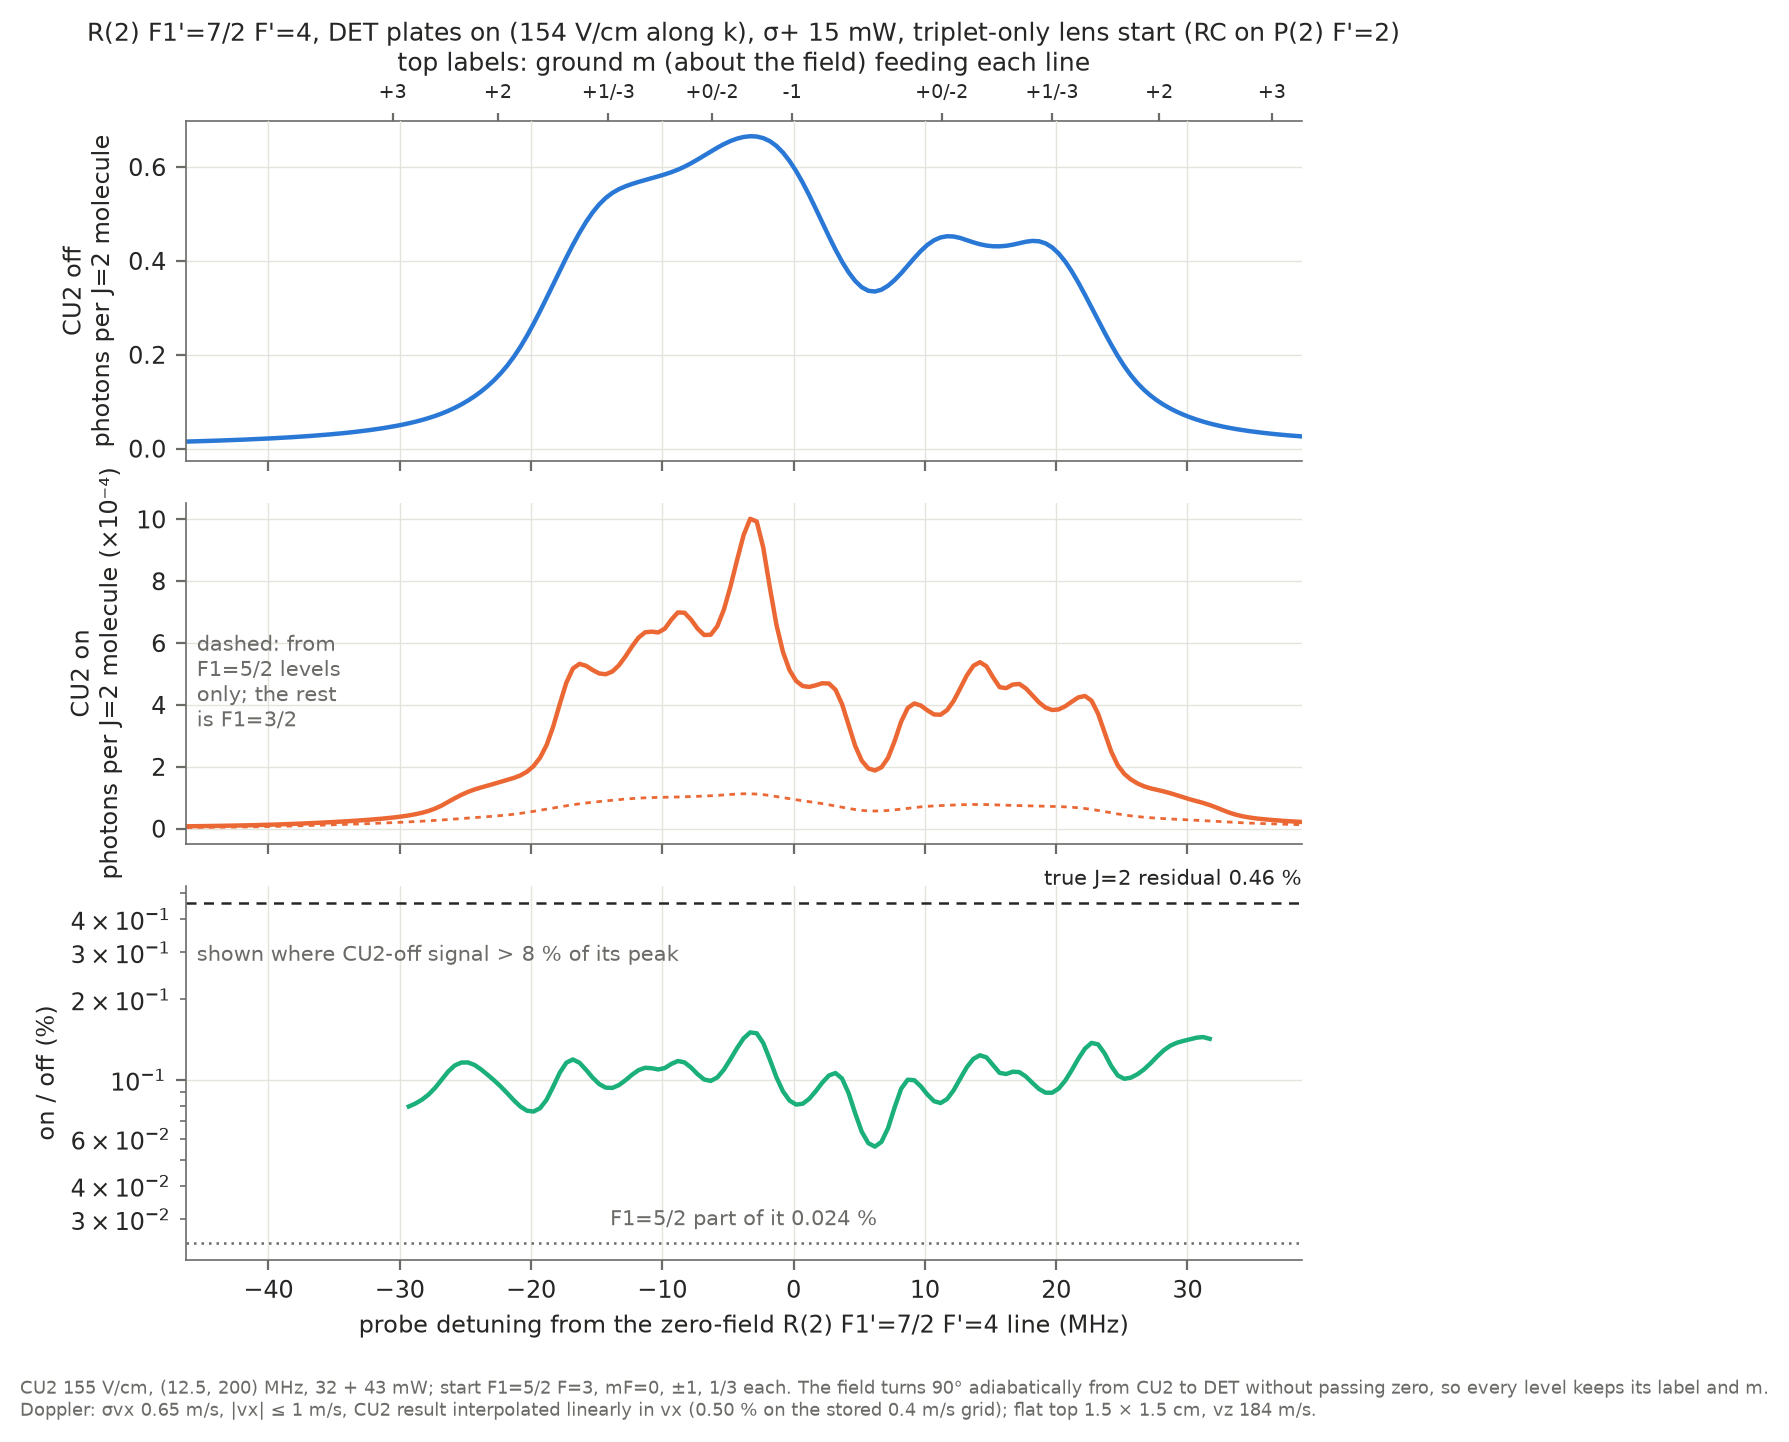 R(2) F1'=7/2 F'=4, DET plates on (154 V/cm along k), σ+ 15 mW, triplet-only lens start (RC on P(2) F'=2)
top labels: ground m (about the field) feeding each line
+3 +2 +1/-3 +0/-2 -1 +0/-2 +1/-3 +2 +3
CU2 off
photons per J=2 molecule
0.6
0.4
0.2
0.0
CU2 on
photons per J=2 molecule (×10⁻⁴)
10
8
6
4
2
0
dashed: from
F1=5/2 levels
only; the rest
is F1=3/2
true J=2 residual 0.46 %
on / off (%)
4 × 10⁻¹
3 × 10⁻¹
2 × 10⁻¹
10⁻¹
6 × 10⁻²
4 × 10⁻²
3 × 10⁻²
shown where CU2-off signal > 8 % of its peak
F1=5/2 part of it 0.024 %
−40 −30 −20 −10 0 10 20 30
probe detuning from the zero-field R(2) F1'=7/2 F'=4 line (MHz)
CU2 155 V/cm, (12.5, 200) MHz, 32 + 43 mW; start F1=5/2 F=3, mF=0, ±1, 1/3 each. The field turns 90° adiabatically from CU2 to DET without passing zero, so every level keeps its label and m.
Doppler: σvx 0.65 m/s, |vx| ≤ 1 m/s, CU2 result interpolated linearly in vx (0.50 % on the stored 0.4 m/s grid); flat top 1.5 × 1.5 cm, vz 184 m/s.